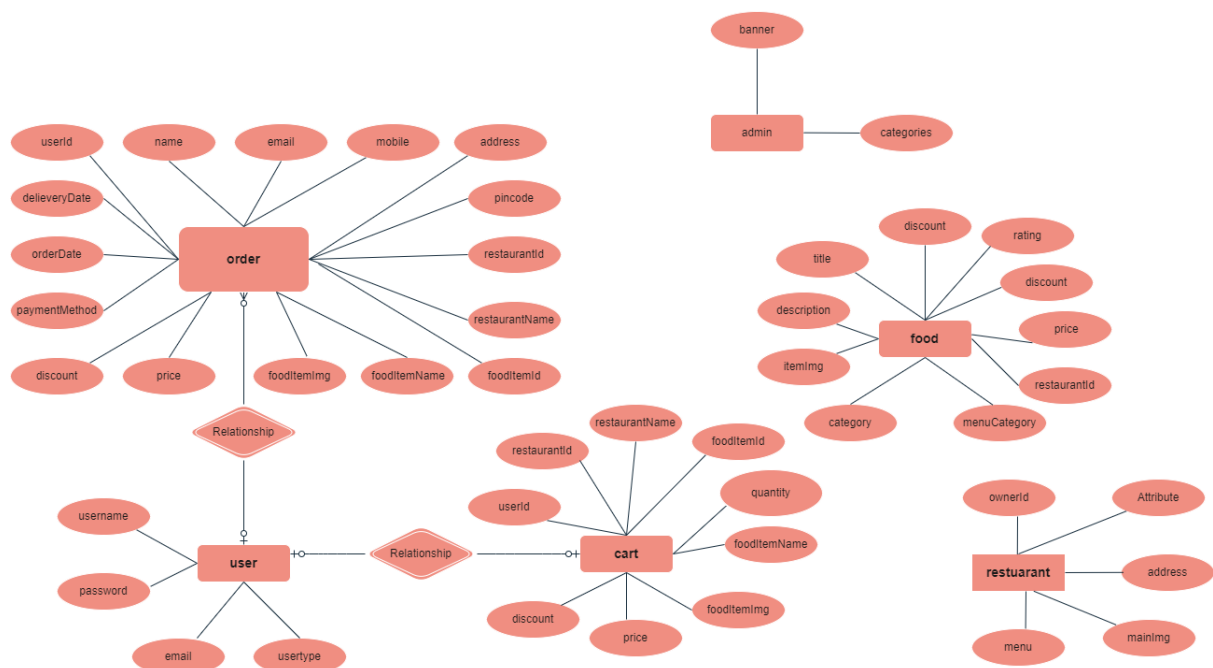 banner
admin
categories
userId
name
email
mobile
address
delieveryDate
pincode
order
orderDate
restaurantId
paymentMethod
restaurantName
discount
price
foodItemImg
foodItemName
foodItemId
discount
rating
title
discount
description
price
food
itemImg
restaurantId
category
menuCategory
Relationship
restaurantName
restaurantId
foodItemId
userId
quantity
foodItemName
cart
discount
price
foodItemImg
Relationship
username
user
password
email
usertype
ownerId
Attribute
restuarant
address
menu
mainImg